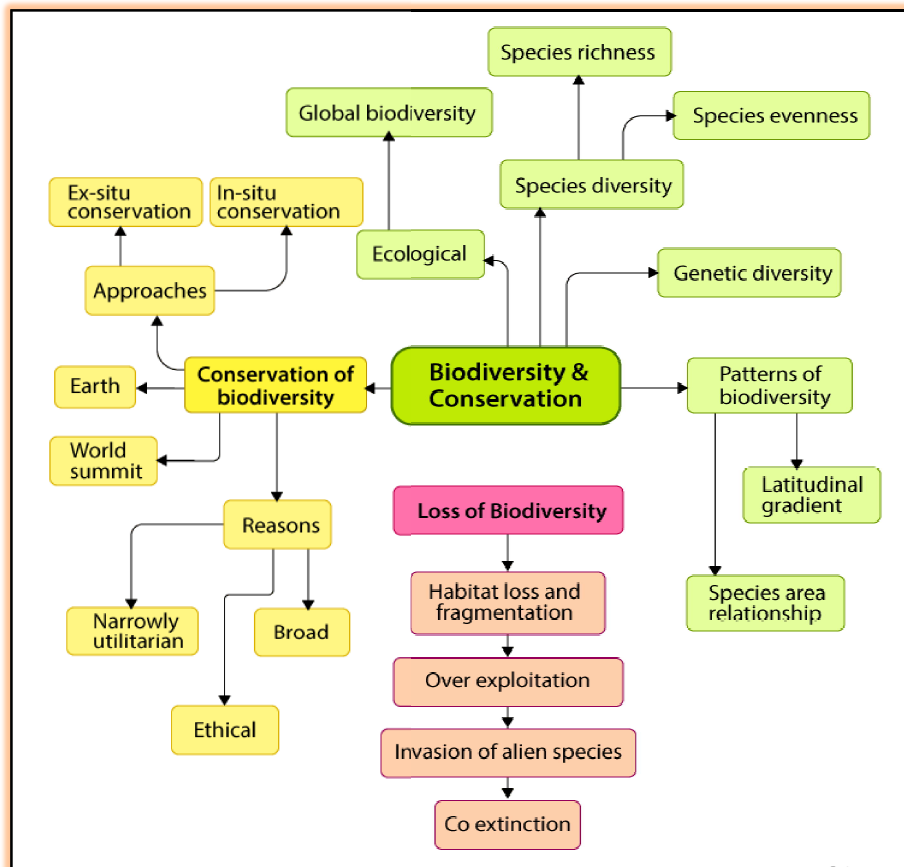 Species richness
Global biodiversity
Species evenness
Ex-situ
conservation
In-situ
conservation
Species diversity
Ecological
Genetic diversity
Approaches
Earth
Conservation of
biodiversity
Biodiversity &
Conservation
Patterns of
biodiversity
World
summit
Latitudinal
gradient
Reasons
Loss of Biodiversity
Habitat loss and
fragmentation
Species area
relationship
Narrowly
utilitarian
Broad
Over exploitation
Ethical
Invasion of alien species
Co extinction